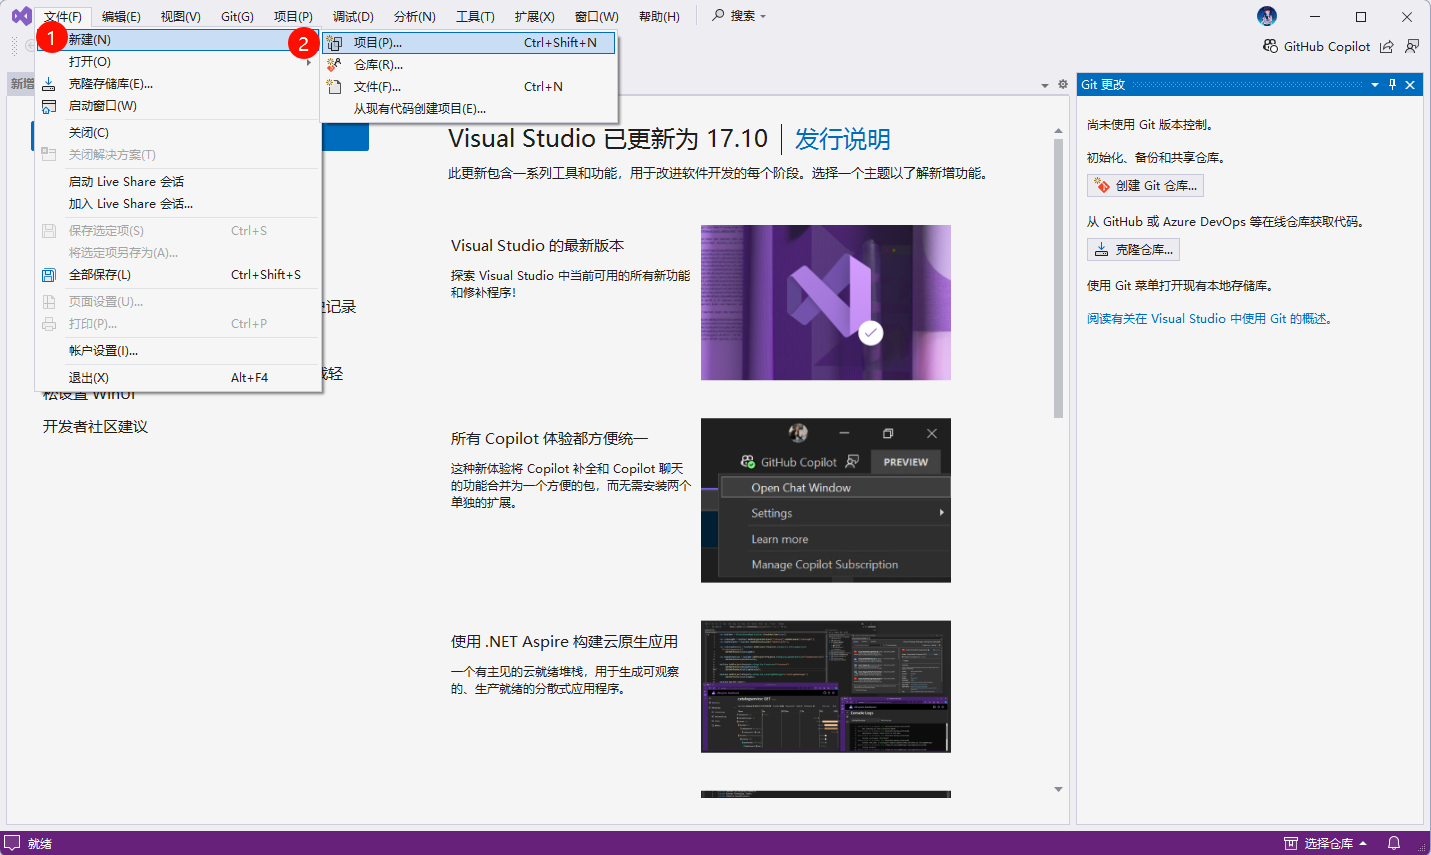 文件(F) 编辑(E) 视图(V) Git(G) 项目(P) 调试(D) 分析(N) 工具(T) 扩展(X) 窗口(W) 帮助(H) 搜索
GitHub Copilot
1 新建(N)
打开(O)
克隆存储库(E)...
启动窗口(W)
关闭(C)
关闭解决方案(T)
启动 Live Share 会话
加入 Live Share 会话...
保存选定项(S) Ctrl+S
将选定项另存为(A)...
全部保存(L) Ctrl+Shift+S
页面设置(U)...
打印(P)... Ctrl+P
帐户设置(I)...
退出(X) Alt+F4
2 项目(P)... Ctrl+Shift+N
仓库(R)...
文件(F)... Ctrl+N
从现有代码创建项目(E)...
新增
记录
轻
开发者社区建议
Visual Studio 已更新为 17.10 发行说明
此更新包含一系列工具和功能，用于改进软件开发的每个阶段。选择一个主题以了解新增功能。
Visual Studio 的最新版本
探索 Visual Studio 中当前可用的所有新功能
和修补程序！
所有 Copilot 体验都方便统一
这种新体验将 Copilot 补全和 Copilot 聊天
的功能合并为一个方便的包，而无需安装两个
单独的扩展。
GitHub Copilot PREVIEW
Open Chat Window
Settings
Learn more
Manage Copilot Subscription
使用 .NET Aspire 构建云原生应用
一个有主见的云就绪堆栈，用于生成可观察
的、生产就绪的分散式应用程序。
Git 更改
尚未使用 Git 版本控制。
初始化、备份和共享仓库。
创建 Git 仓库...
从 GitHub 或 Azure DevOps 等在线仓库获取代码。
克隆仓库...
使用 Git 菜单打开现有本地存储库。
阅读有关在 Visual Studio 中使用 Git 的概述。
就绪
选择仓库